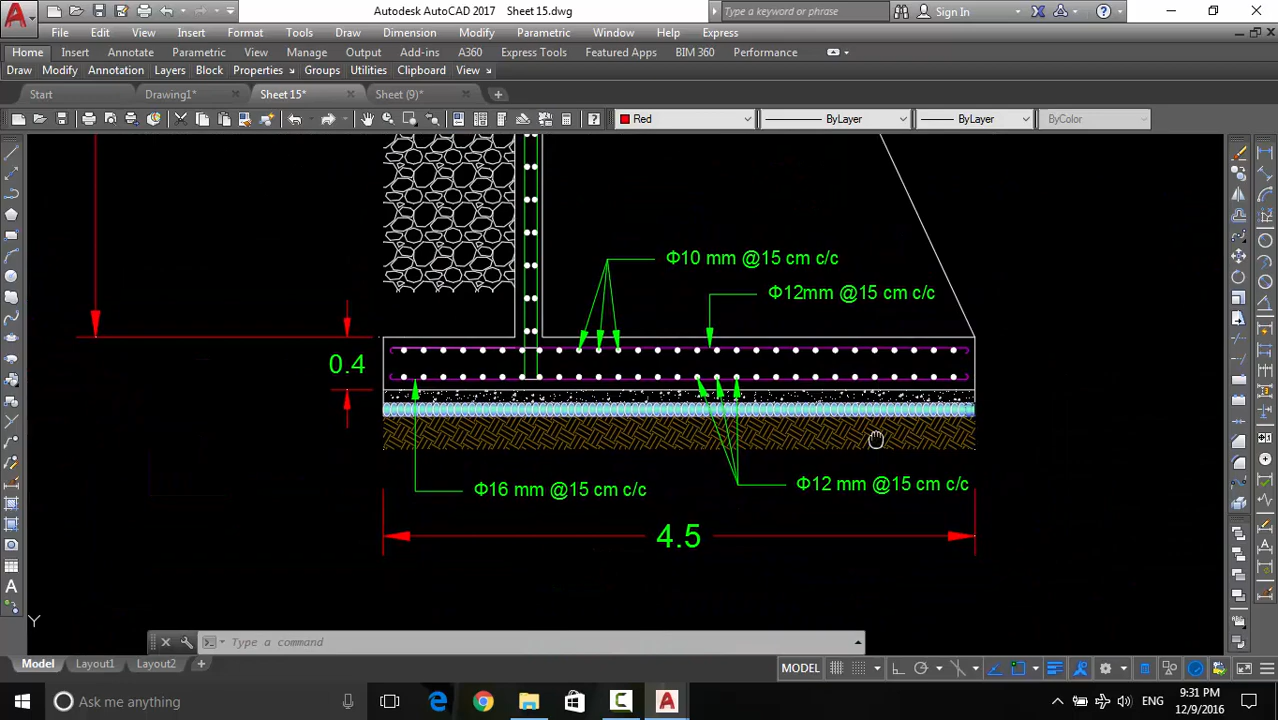 Autodesk AutoCAD 2017 Sheet 15.dwg
Type a keyword or phrase
Sign In
File Edit View Insert Format Tools Draw Dimension Modify Parametric Window Help Express
Home Insert Annotate Parametric View Manage Output Add-ins A360 Express Tools Featured Apps BIM 360 Performance
Draw Modify Annotation Layers Block Properties Groups Utilities Clipboard View
Start Drawing1* Sheet 15* Sheet (9)*
Red ByLayer ByLayer ByColor
Φ10 mm @15 cm c/c
Φ12mm @15 cm c/c
0.4
Φ16 mm @15 cm c/c
Φ12 mm @15 cm c/c
4.5
Y
Type a command
Model Layout1 Layout2
MODEL
Ask me anything
ENG
9:31 PM
12/9/2016